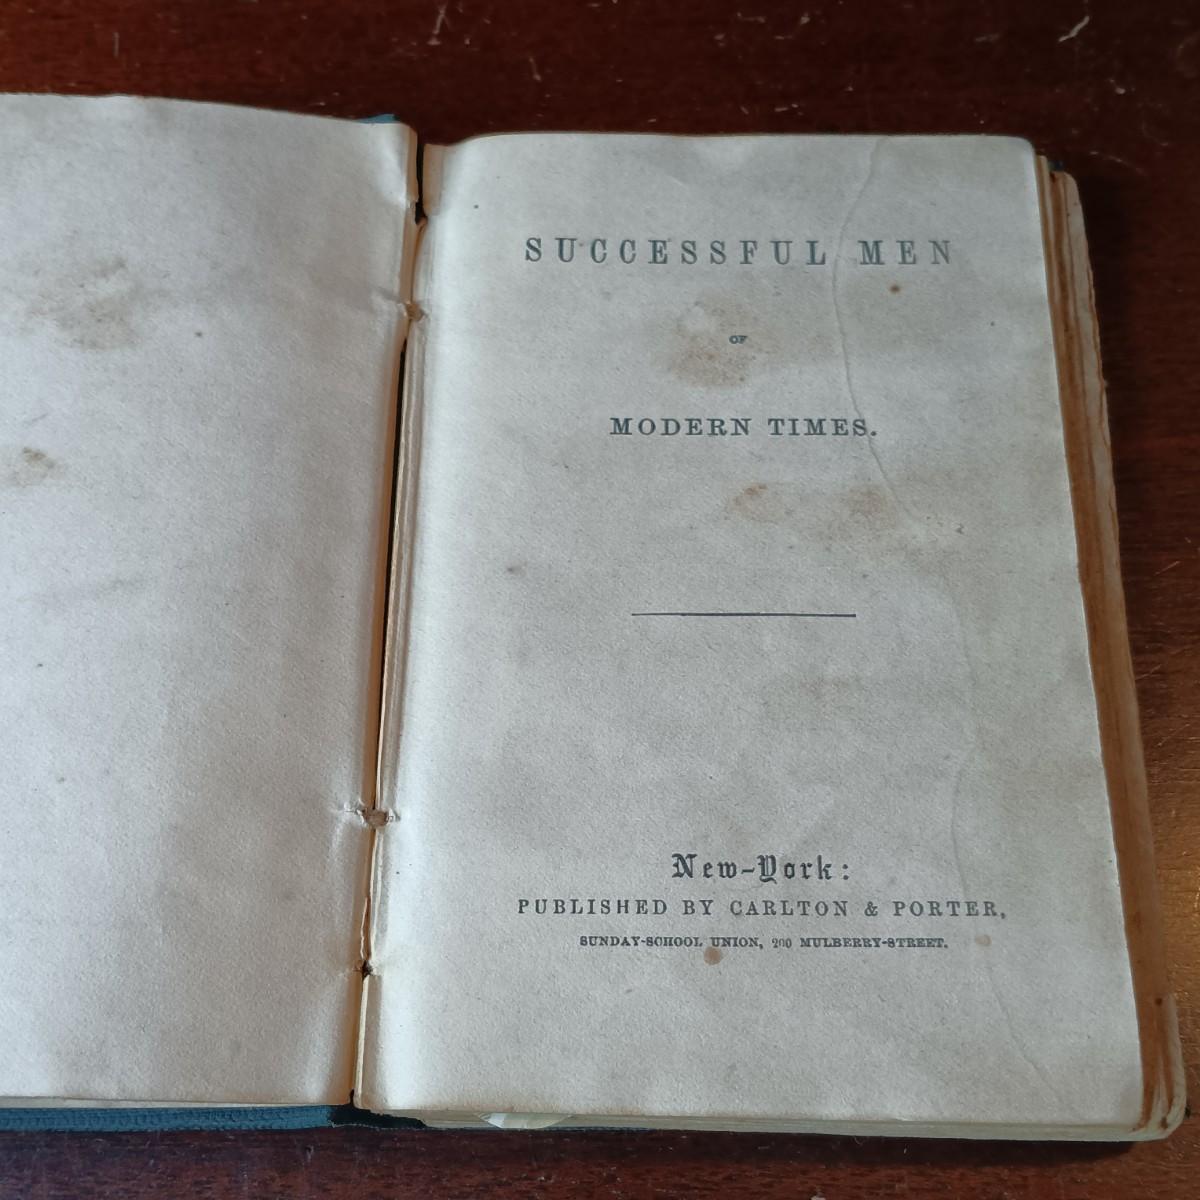 SUCCESSFUL MEN
OF
MODERN TIMES.
New-York:
PUBLISHED BY CARLTON & PORTER,
SUNDAY-SCHOOL UNION, 200 MULBERRY-STREET.